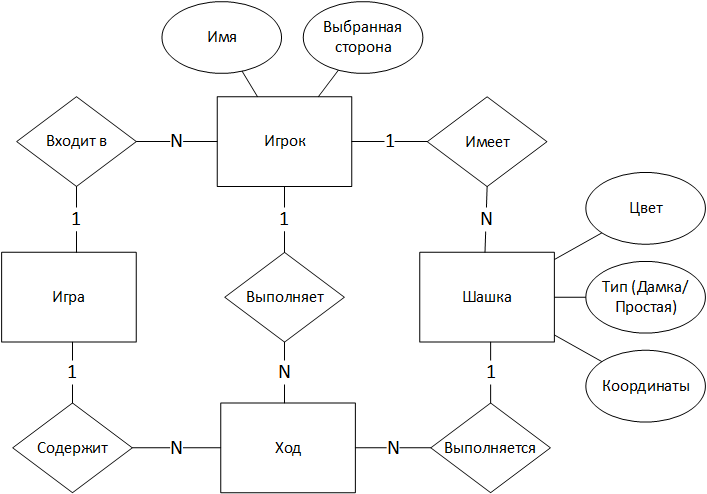 Имя
Выбранная
сторона
Входит в
N
Игрок
1
Имеет
1
1
N
Цвет
Игра
Выполняет
Шашка
Тип (Дамка/
Простая)
1
N
1
Координаты
Содержит
N
Ход
N
Выполняется